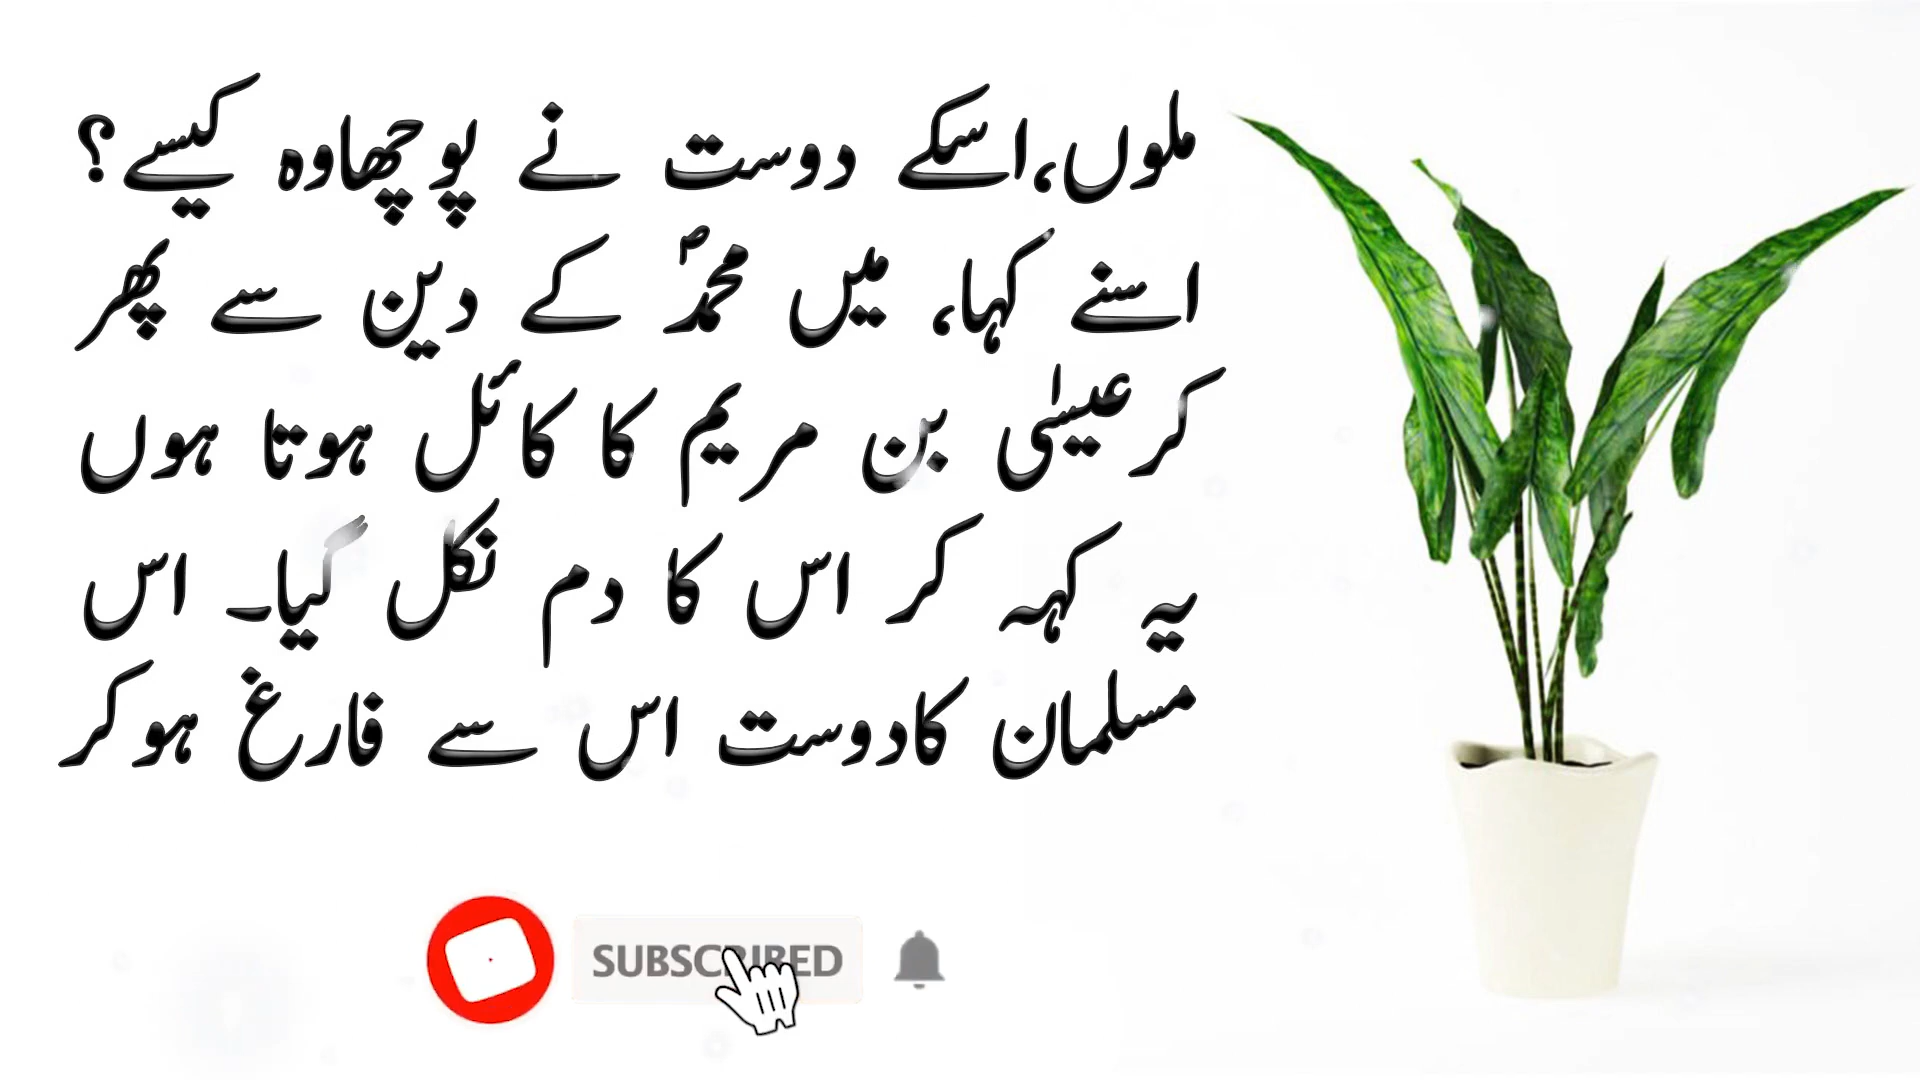 ملوں،اسکے دوست نے پوچھاوہ کیسے؟
اسنے کہا، میں محمدؐ کے دین سے پھر
کرعیسٰی بن مریم کا کائل ہوتا ہوں
یہ کہہ کر اس کا دم نکل گیا۔ اس
مسلمان کادوست اس سے فارغ ہوکر
SUBSCRIBED